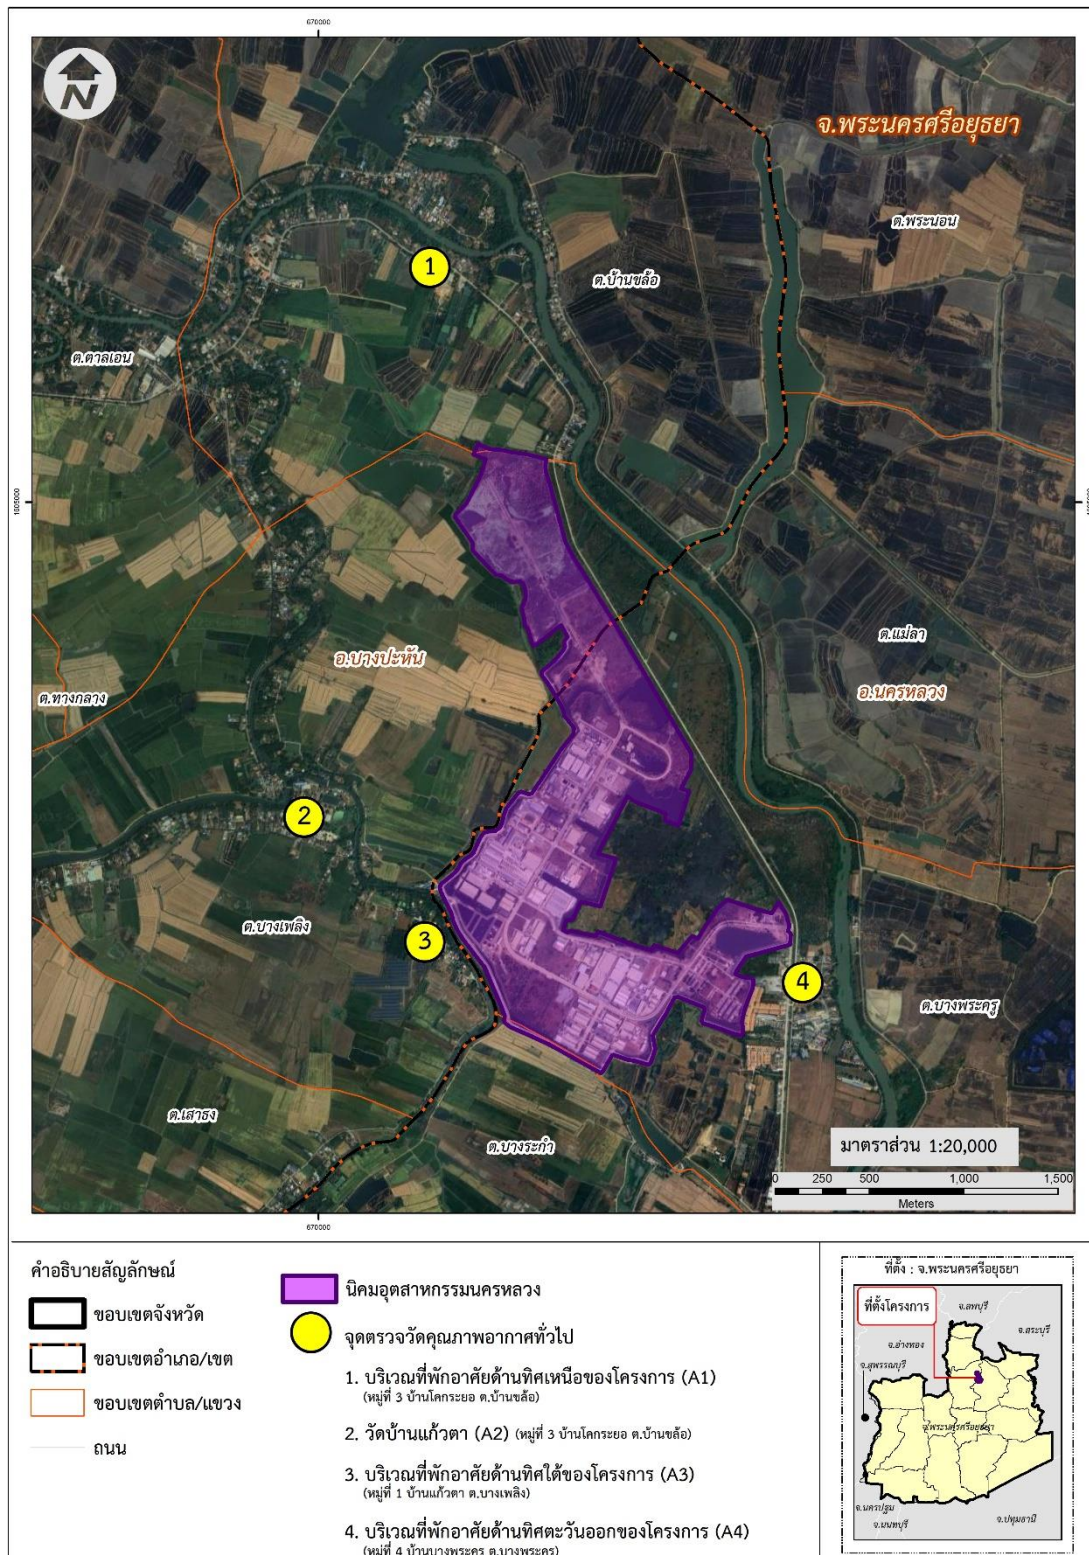 670000
N
จ.พระนครศรีอยุธยา
ต.พระนอน
1
ต.บ้านขล้อ
ต.ตาลเอน
1605000
ต.แม่ลา
อ.บางปะหัน
อ.นครหลวง
ต.ทางกลาง
2
ต.บางเพลิง
3
4
ต.บางพระครู
ต.เสาธง
ต.บางระกำ
มาตราส่วน 1:20,000
0 250 500 1,000 1,500
Meters
670000
คำอธิบายสัญลักษณ์
ขอบเขตจังหวัด
ขอบเขตอำเภอ/เขต
ขอบเขตตำบล/แขวง
ถนน
นิคมอุตสาหกรรมนครหลวง
จุดตรวจวัดคุณภาพอากาศทั่วไป
1. บริเวณที่พักอาศัยด้านทิศเหนือของโครงการ (A1)
(หมู่ที่ 3 บ้านโคกระยอ ต.บ้านขล้อ)
2. วัดบ้านแก้วตา (A2) (หมู่ที่ 3 บ้านโคกระยอ ต.บ้านขล้อ)
3. บริเวณที่พักอาศัยด้านทิศใต้ของโครงการ (A3)
(หมู่ที่ 1 บ้านแก้วตา ต.บางเพลิง)
4. บริเวณที่พักอาศัยด้านทิศตะวันออกของโครงการ (A4)
(หมู่ที่ 4 บ้านบางพระครู ต.บางพระครู)
ที่ตั้ง : จ.พระนครศรีอยุธยา
ที่ตั้งโครงการ
จ.ลพบุรี
จ.สระบุรี
จ.อ่างทอง
จ.สุพรรณบุรี
จ.พระนครศรีอยุธยา
จ.นครปฐม
จ.นนทบุรี
จ.ปทุมธานี